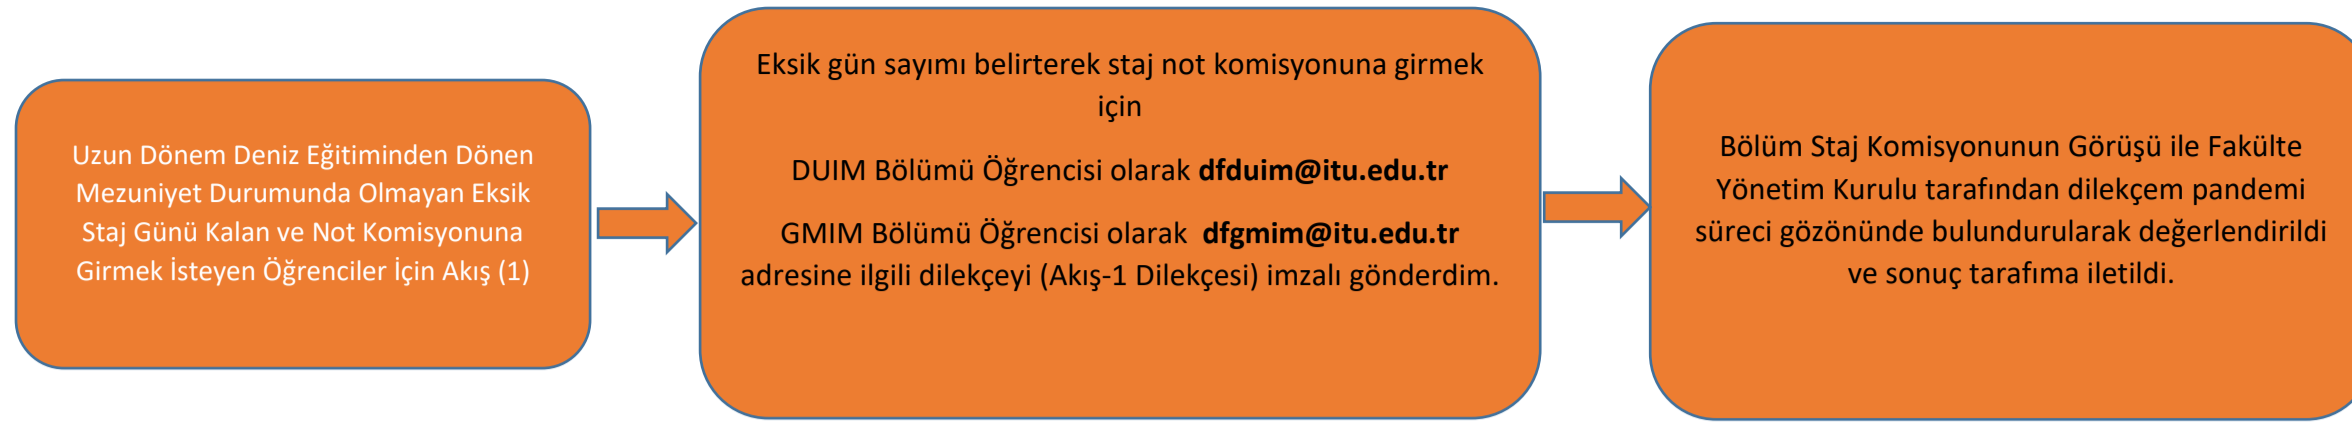 Uzun Dönem Deniz Eğitiminden Dönen
Mezuniyet Durumunda Olmayan Eksik
Staj Günü Kalan ve Not Komisyonuna
Girmek İsteyen Öğrenciler İçin Akış (1)
Eksik gün sayımı belirterek staj not komisyonuna girmek
için
DUIM Bölümü Öğrencisi olarak dfduim@itu.edu.tr
GMIM Bölümü Öğrencisi olarak dfgmim@itu.edu.tr
adresine ilgili dilekçeyi (Akış-1 Dilekçesi) imzalı gönderdim.
Bölüm Staj Komisyonunun Görüşü ile Fakülte
Yönetim Kurulu tarafından dilekçem pandemi
süreci gözönünde bulundurularak değerlendirildi
ve sonuç tarafıma iletildi.